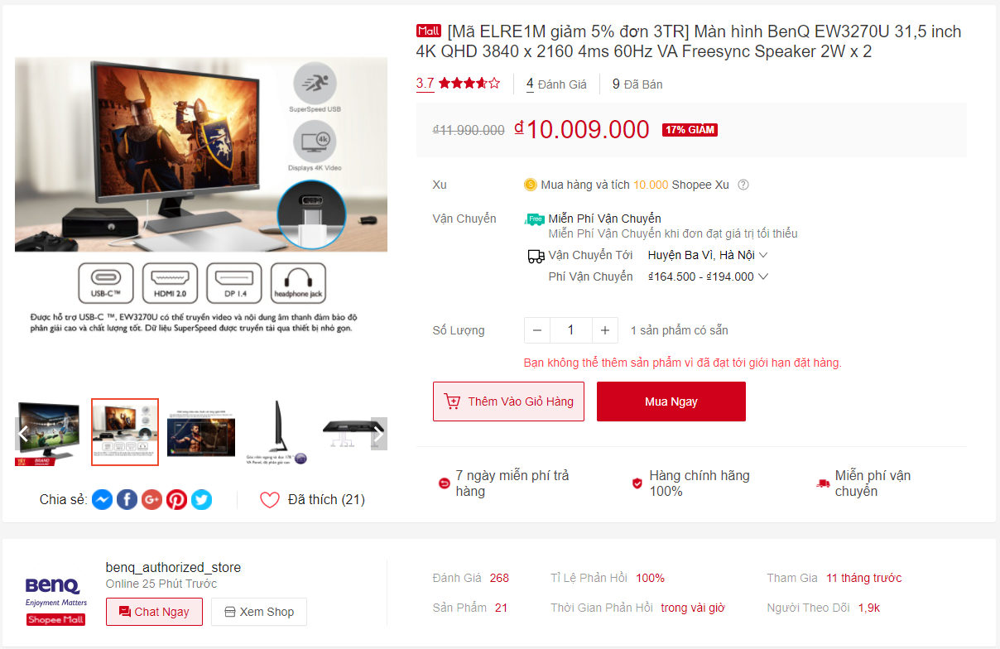 Mall [Mã ELRE1M giảm 5% đơn 3TR] Màn hình BenQ EW3270U 31,5 inch
4K QHD 3840 x 2160 4ms 60Hz VA Freesync Speaker 2W x 2
3.7
4 Đánh Giá
9 Đã Bán
₫11.990.000 ₫10.009.000 17% GIẢM
Xu
Mua hàng và tích 10.000 Shopee Xu ?
Vận Chuyển
Free Miễn Phí Vận Chuyển
Miễn Phí Vận Chuyển khi đơn đạt giá trị tối thiểu
Vận Chuyển Tới Huyện Ba Vì, Hà Nội
Phí Vận Chuyển ₫164.500 - ₫194.000
Số Lượng
1
1 sản phẩm có sẵn
Bạn không thể thêm sản phẩm vì đã đạt tới giới hạn đặt hàng.
Thêm Vào Giỏ Hàng
Mua Ngay
7 ngày miễn phí trả
hàng
Hàng chính hãng
100%
Miễn phí vận
chuyển
SuperSpeed USB
4k
Displays 4K Video
USB-C™
HDMI 2.0
DP 1.4
headphone jack
Được hỗ trợ USB-C ™, EW3270U có thể truyền video và nội dung âm thanh đảm bảo độ
phân giải cao và chất lượng tốt. Dữ liệu SuperSpeed được truyền tải qua thiết bị nhỏ gọn.
Chia sẻ:
Đã thích (21)
BenQ
Enjoyment Matters
Shopee Mall
benq_authorized_store
Online 25 Phút Trước
Chat Ngay
Xem Shop
Đánh Giá 268
Tỉ Lệ Phản Hồi 100%
Tham Gia 11 tháng trước
Sản Phẩm 21
Thời Gian Phản Hồi trong vài giờ
Người Theo Dõi 1,9k